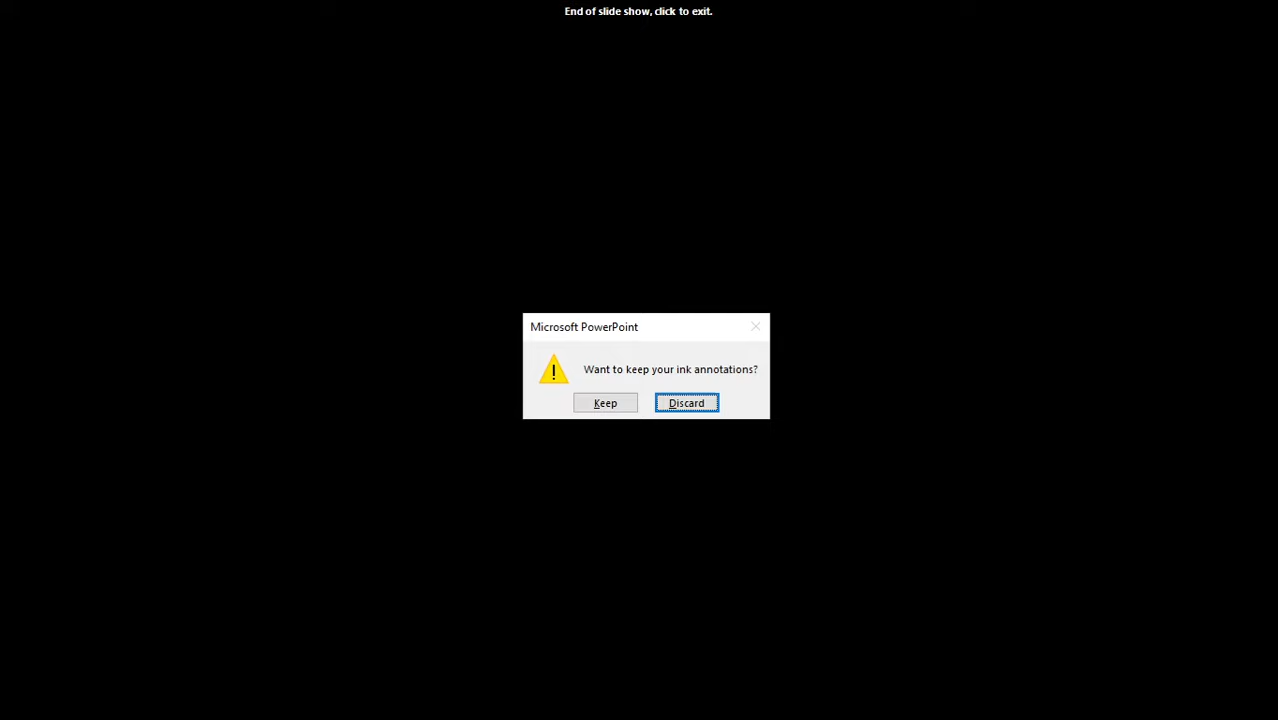 End of slide show, click to exit.
Microsoft PowerPoint
Want to keep your ink annotations?
Keep Discard